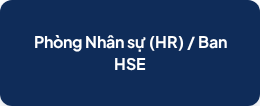 Phòng Nhân sự (HR) / Ban
HSE